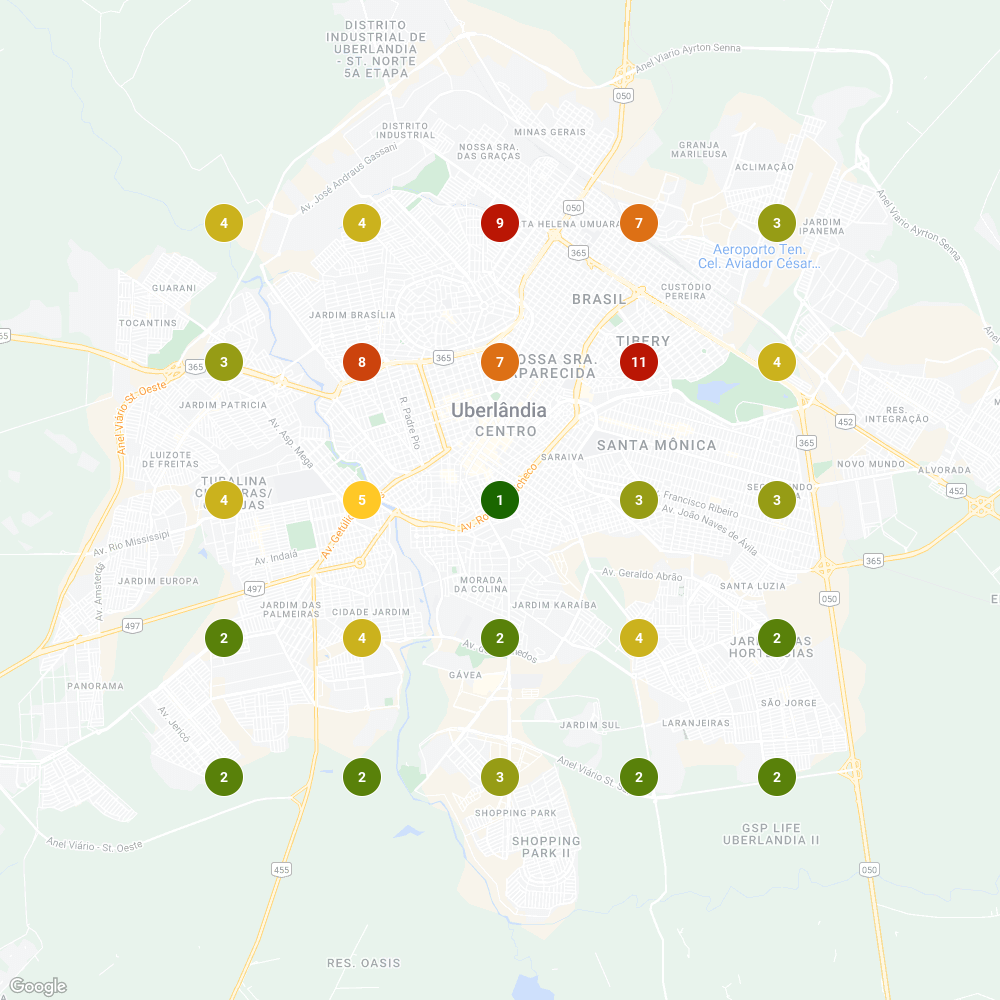 DISTRITO
INDUSTRIAL DE
UBERLANDIA
- ST. NORTE
5A ETAPA
Anel Viário Ayrton Senna
050
DISTRITO
INDUSTRIAL
MINAS GERAIS
NOSSA SRA.
DAS GRAÇAS
GRANJA
MARILEUSA
ACLIMAÇÃO
Av. José Andraus Gassani
050
4
4
9
TA HELENA UMUARA
7
3
JARDIM
IPANEMA
Anel Viário Ayrton Senna
365
Aeroporto Ten.
Cel. Aviador César...
GUARANI
CUSTÓDIO
PEREIRA
BRASIL
TOCANTINS
JARDIM BRASÍLIA
365
TIBERY
3
365
8
365
7
OSSA SRA.
APARECIDA
11
4
Anel Viário St. Oeste
JARDIM PATRICIA
R. Padre Pio
Uberlândia
CENTRO
RES.
INTEGRAÇÃO
452
Av. Asp. Mega
SANTA MÔNICA
365
LUIZOTE
DE FREITAS
SARAIVA
NOVO MUNDO
ALVORADA
452
4
5
1
3
3
Av. Getúlio
Av. Ro
checo
. Francisco Ribeiro
Av. João Naves de Ávila
Av. Rio Mississipi
Av. Indaiá
365
Av. Amsterdã
JARDIM EUROPA
497
MORADA
DA COLINA
Av. Geraldo Abrão
SANTA LUZIA
050
JARDIM DAS
PALMEIRAS
CIDADE JARDIM
JARDIM KARAÍBA
497
2
4
2
4
2
GÁVEA
PANORAMA
Av. Jericó
SÃO JORGE
JARDIM SUL
LARANJEIRAS
Anel Viário St. S
2
2
3
2
2
SHOPPING PARK
Anel Viário - St. Oeste
SHOPPING
PARK II
GSP LIFE
UBERLANDIA II
455
050
RES. OASIS
Google